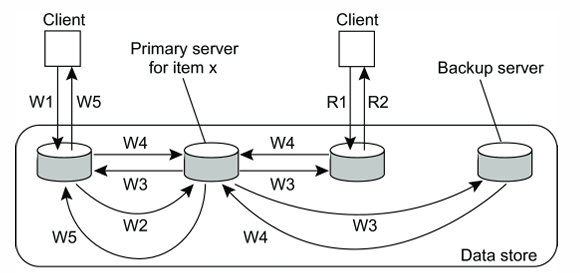 Client
Client
Primary server
for item x
Backup server
W1
W5
R1
R2
W4
W4
W3
W3
W2
W3
W5
W4
Data store